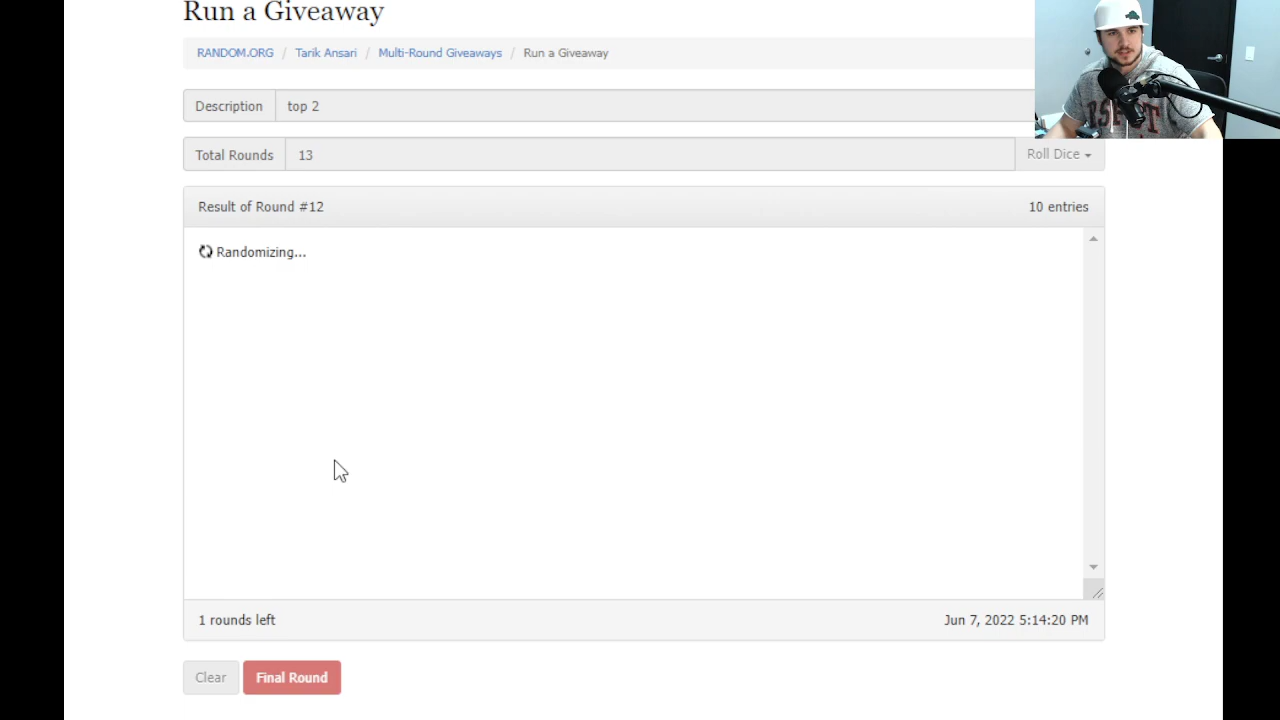 Run a Giveaway
RANDOM.ORG / Tarik Ansari / Multi-Round Giveaways / Run a Giveaway
Description top 2
Total Rounds 13 Roll Dice
Result of Round #12 10 entries
Randomizing...
1 rounds left Jun 7, 2022 5:14:20 PM
Clear Final Round